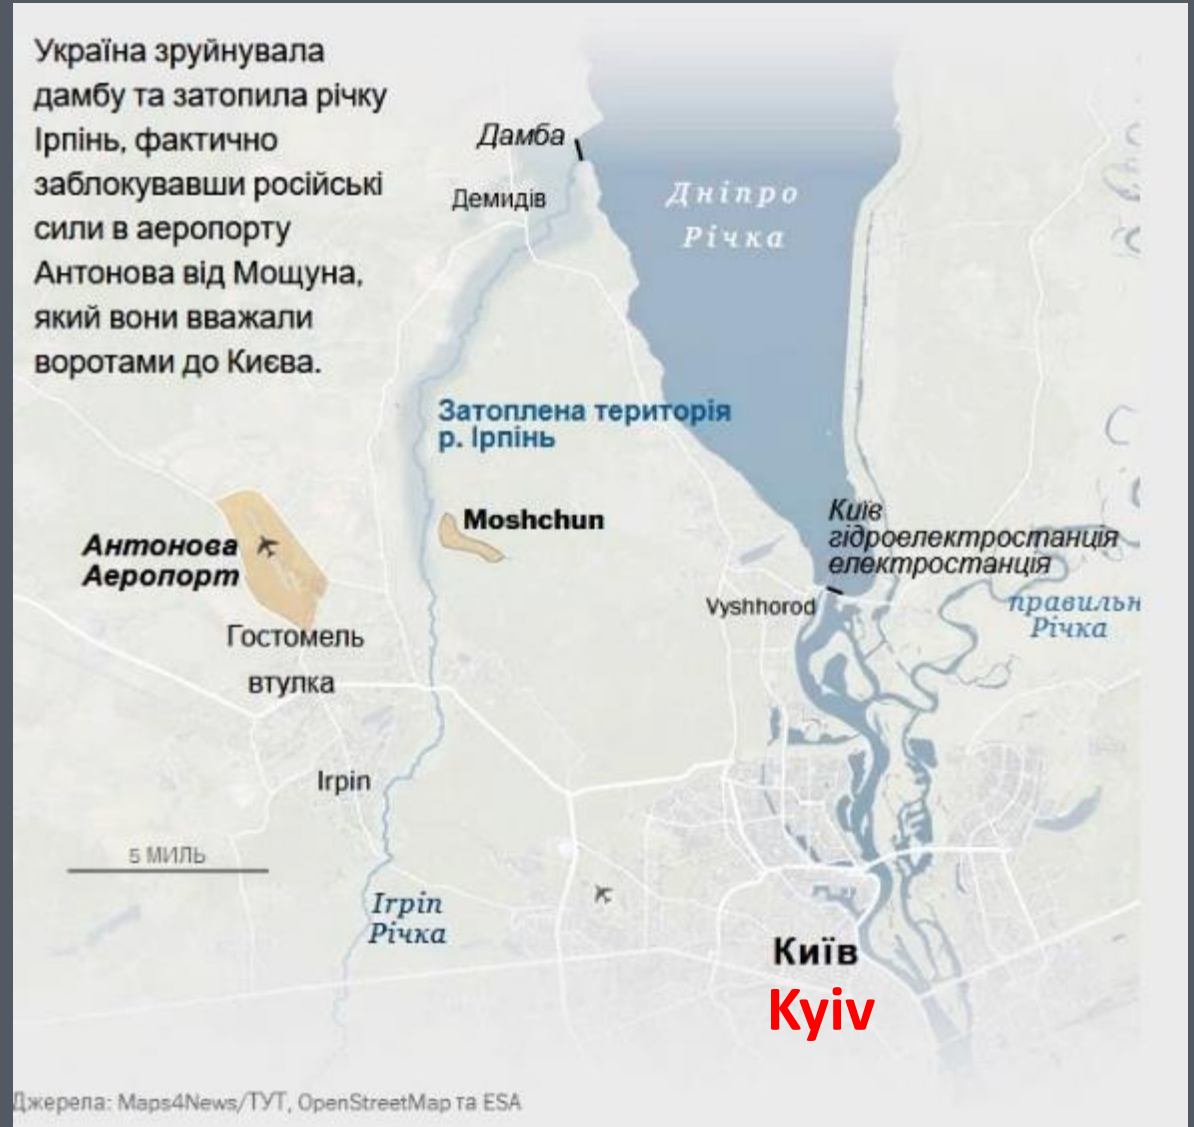 Україна зруйнувала
дамбу та затопила річку
Ірпінь, фактично
заблокувавши російські
сили в аеропорту
Антонова від Мощуна,
який вони вважали
воротами до Києва.
Дамба
Демидів
Дніпро
Річка
Затоплена територія
р. Ірпінь
Moshchun
Антонова
Аеропорт
Київ
гідроелектростанція
електростанція
Vyshhorod
правильн
Річка
Гостомель
втулка
Irpin
5 МИЛЬ
Ігріп
Річка
Київ
Kyiv
Джерела: Maps4News/ТУТ, OpenStreetMap та ESA